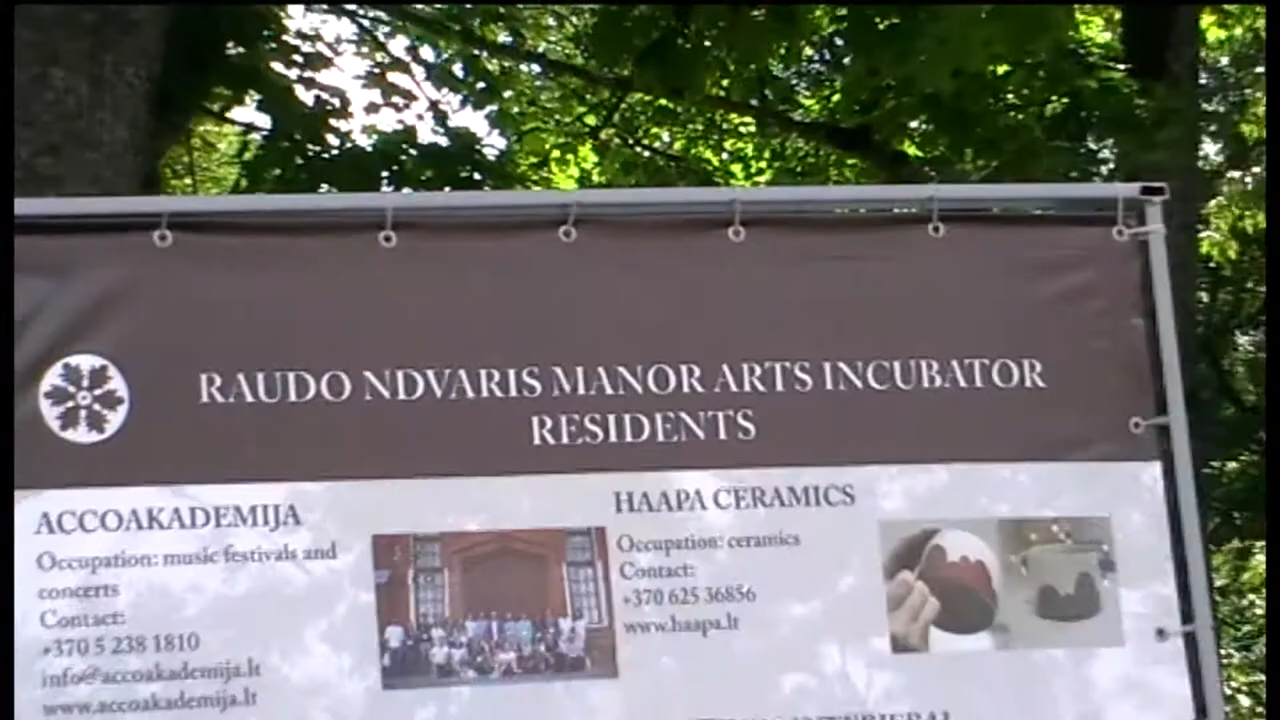 RAUDO NDVARIS MANOR ARTS INCUBATOR
RESIDENTS
ACCOAKADEMIJA
Occupation: music festivals and
concerts
Contact:
+370 5 238 1810
info@accoakademija.lt
www.accoakademija.lt
HAAPA CERAMICS
Occupation: ceramics
Contact:
+370 625 36856
www.haapa.lt